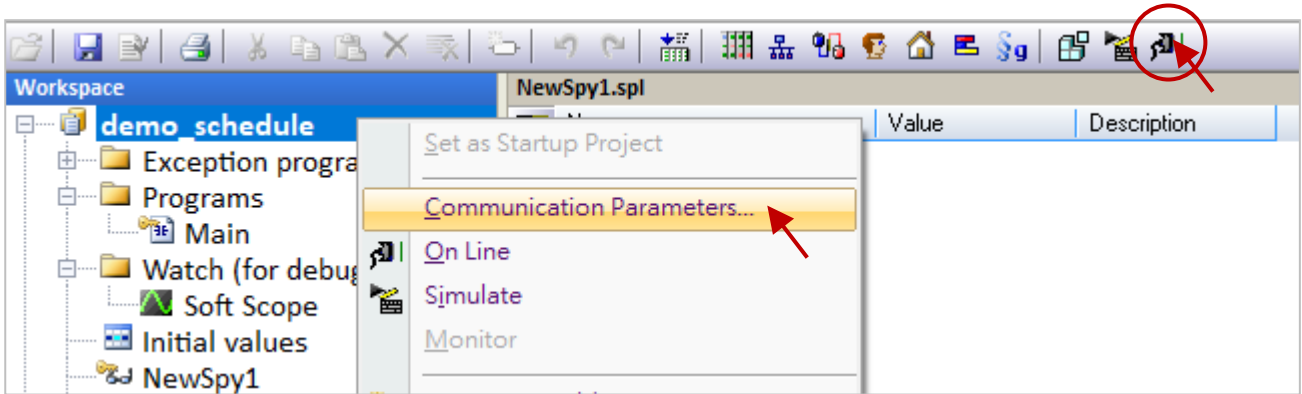 §g
Workspace
NewSpy1.spl
demo_schedule
Value
Description
Set as Startup Project
Exception progra
Communication Parameters...
Programs
Main
On Line
Watch (for debug
Simulate
Soft Scope
Initial values
Monitor
NewSpy1